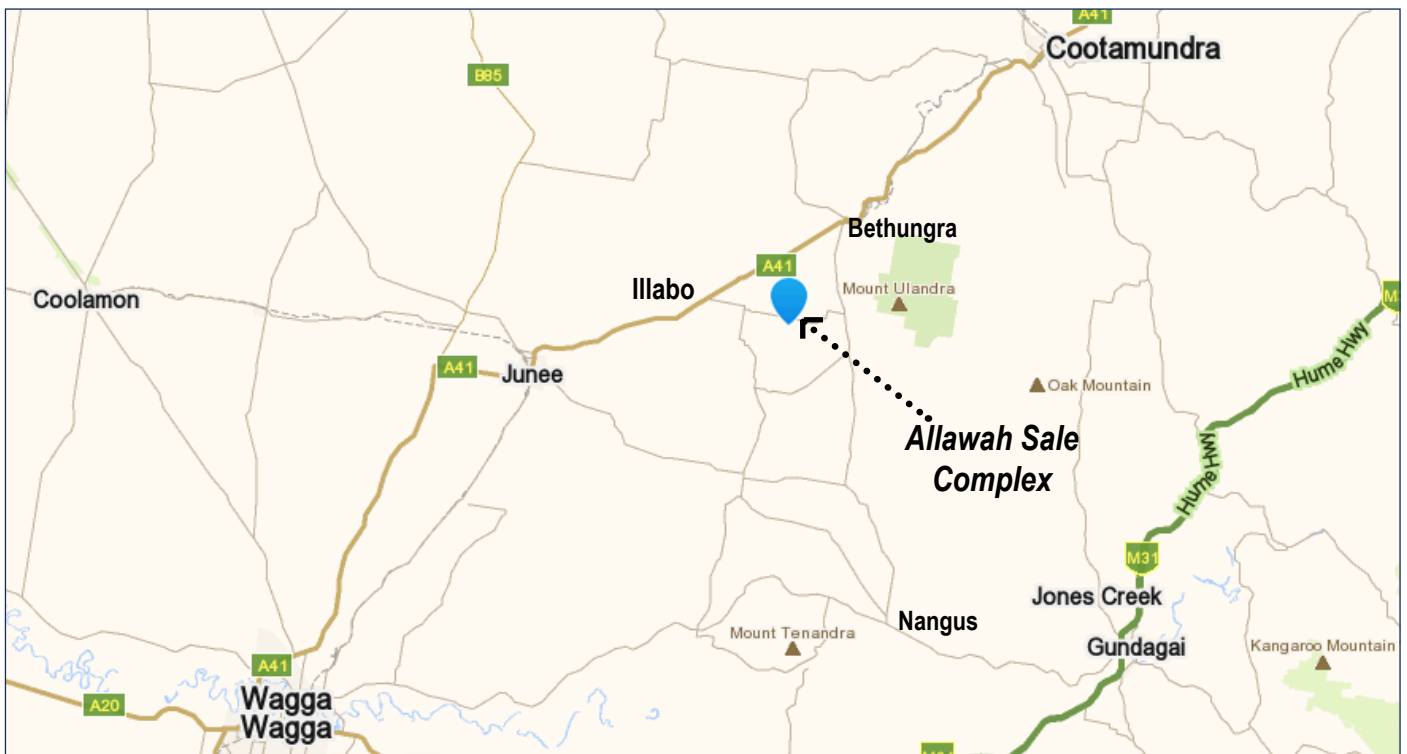 A41
Cootamundra
B85
Bethungra
A41
Illabo
Mount Ulandra
Coolamon
A41
Junee
Oak Mountain
Hume Hwy
Allawah Sale
Complex
Hume Hwy
M31
Jones Creek
Nangus
Mount Tenandra
Gundagai
Kangaroo Mountain
A41
Wagga
Wagga
A20